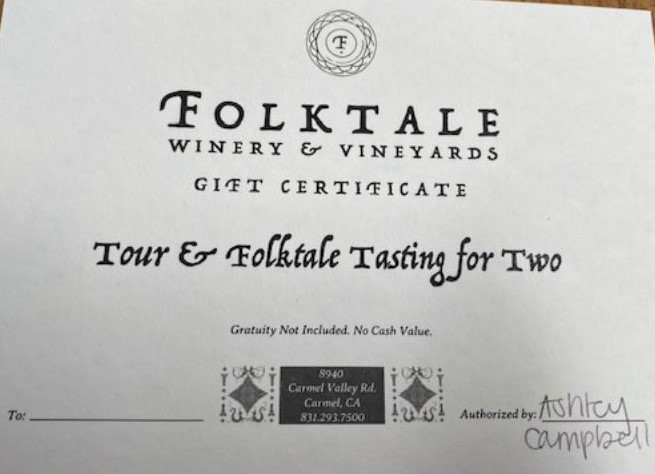 F
FOLKTALE
WINERY & VINEYARDS
GIFT CERTIFICATE
Tour & Folktale Tasting for Two
Gratuity Not Included. No Cash Value.
8940
Carmel Valley Rd.
Carmel, CA
831.293.7500
To:
Authorized by: Ashley
Campbell